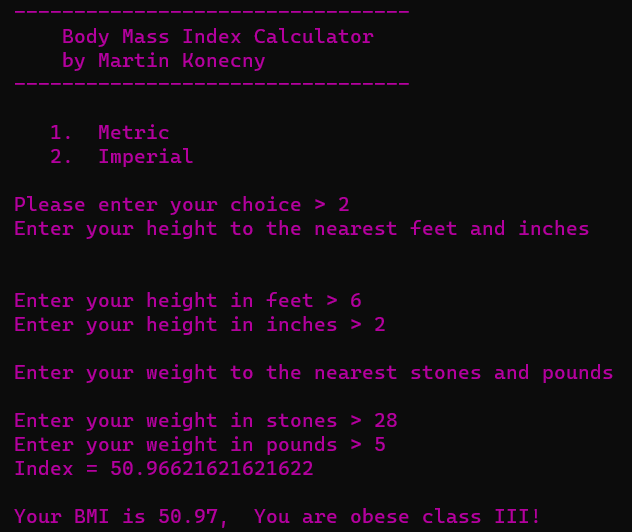 ---------------------------------
Body Mass Index Calculator
by Martin Konecny
---------------------------------
1.  Metric
2.  Imperial
Please enter your choice > 2
Enter your height to the nearest feet and inches
Enter your height in feet > 6
Enter your height in inches > 2
Enter your weight to the nearest stones and pounds
Enter your weight in stones > 28
Enter your weight in pounds > 5
Index = 50.96621621621622
Your BMI is 50.97,  You are obese class III!